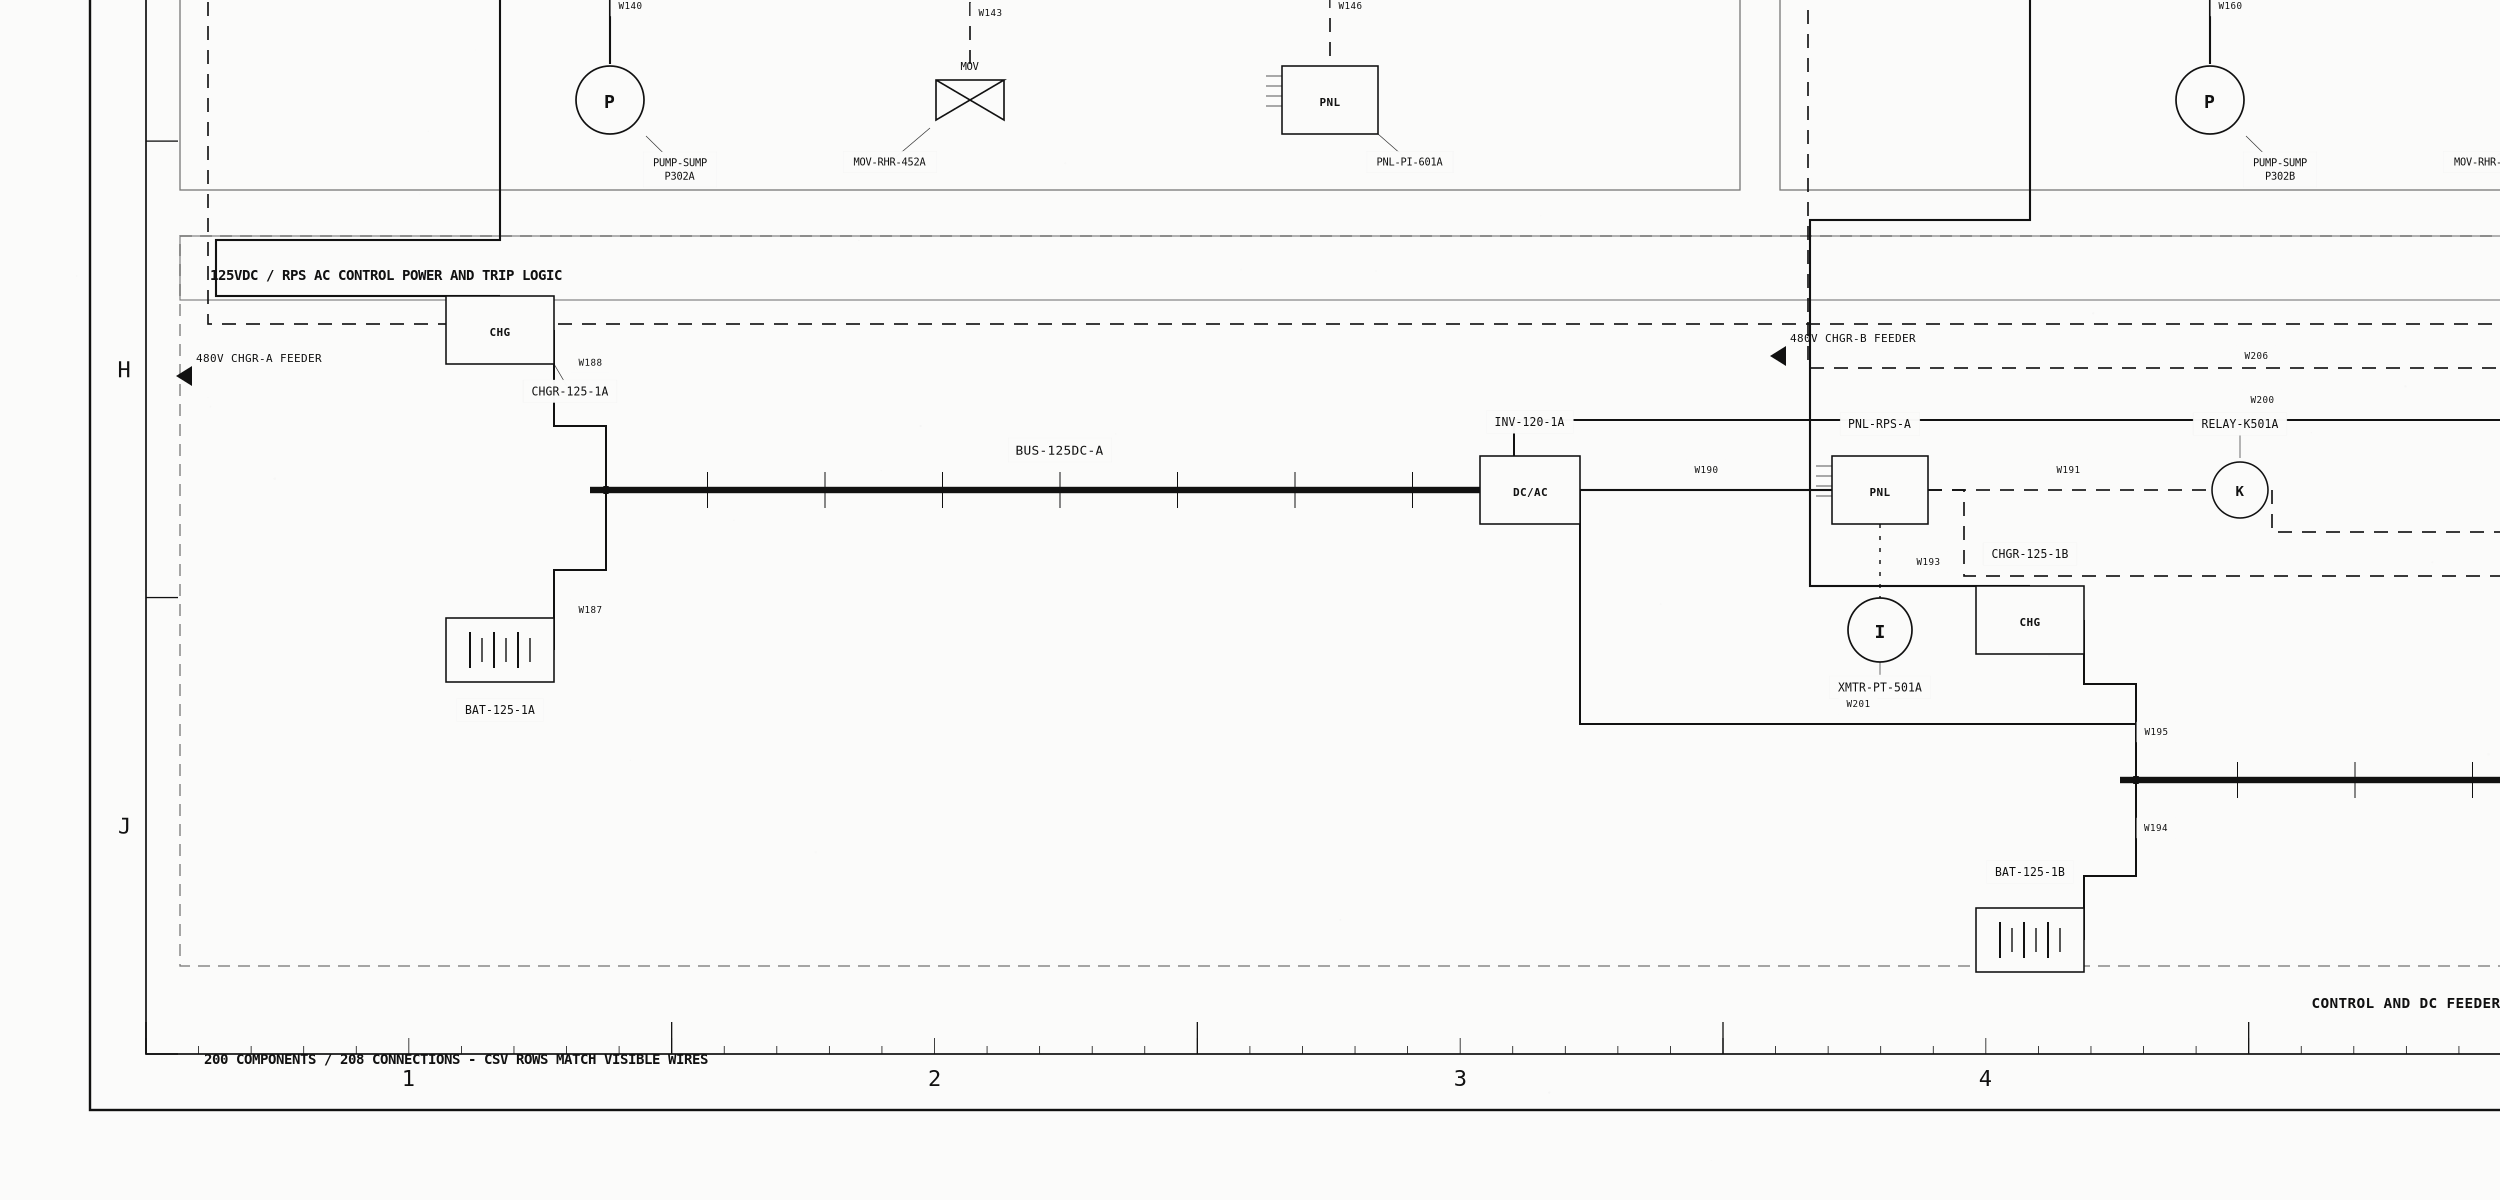 W140
W143
W146
W160
MOV
P
PNL
P
MOV-RHR-452A
PNL-PI-601A
MOV-RHR-
PUMP-SUMP
P302A
PUMP-SUMP
P302B
125VDC / RPS AC CONTROL POWER AND TRIP LOGIC
CHG
480V CHGR-B FEEDER
480V CHGR-A FEEDER
W188
W206
H
CHGR-125-1A
W200
INV-120-1A
PNL-RPS-A
RELAY-K501A
BUS-125DC-A
W190
W191
DC/AC
PNL
K
CHGR-125-1B
W193
W187
CHG
I
XMTR-PT-501A
W201
BAT-125-1A
W195
J
W194
BAT-125-1B
CONTROL AND DC FEEDER
200 COMPONENTS / 208 CONNECTIONS - CSV ROWS MATCH VISIBLE WIRES
1
2
3
4